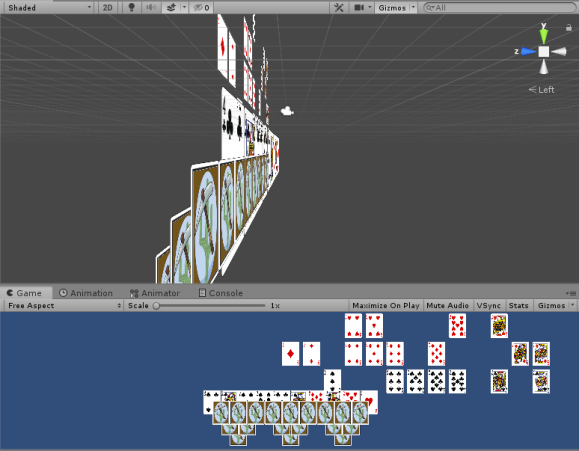 Shaded 2D 0 Gizmos All
y
z
Left
Game Animation Animator Console
Free Aspect Scale 1x Maximize On Play Mute Audio VSync Stats Gizmos